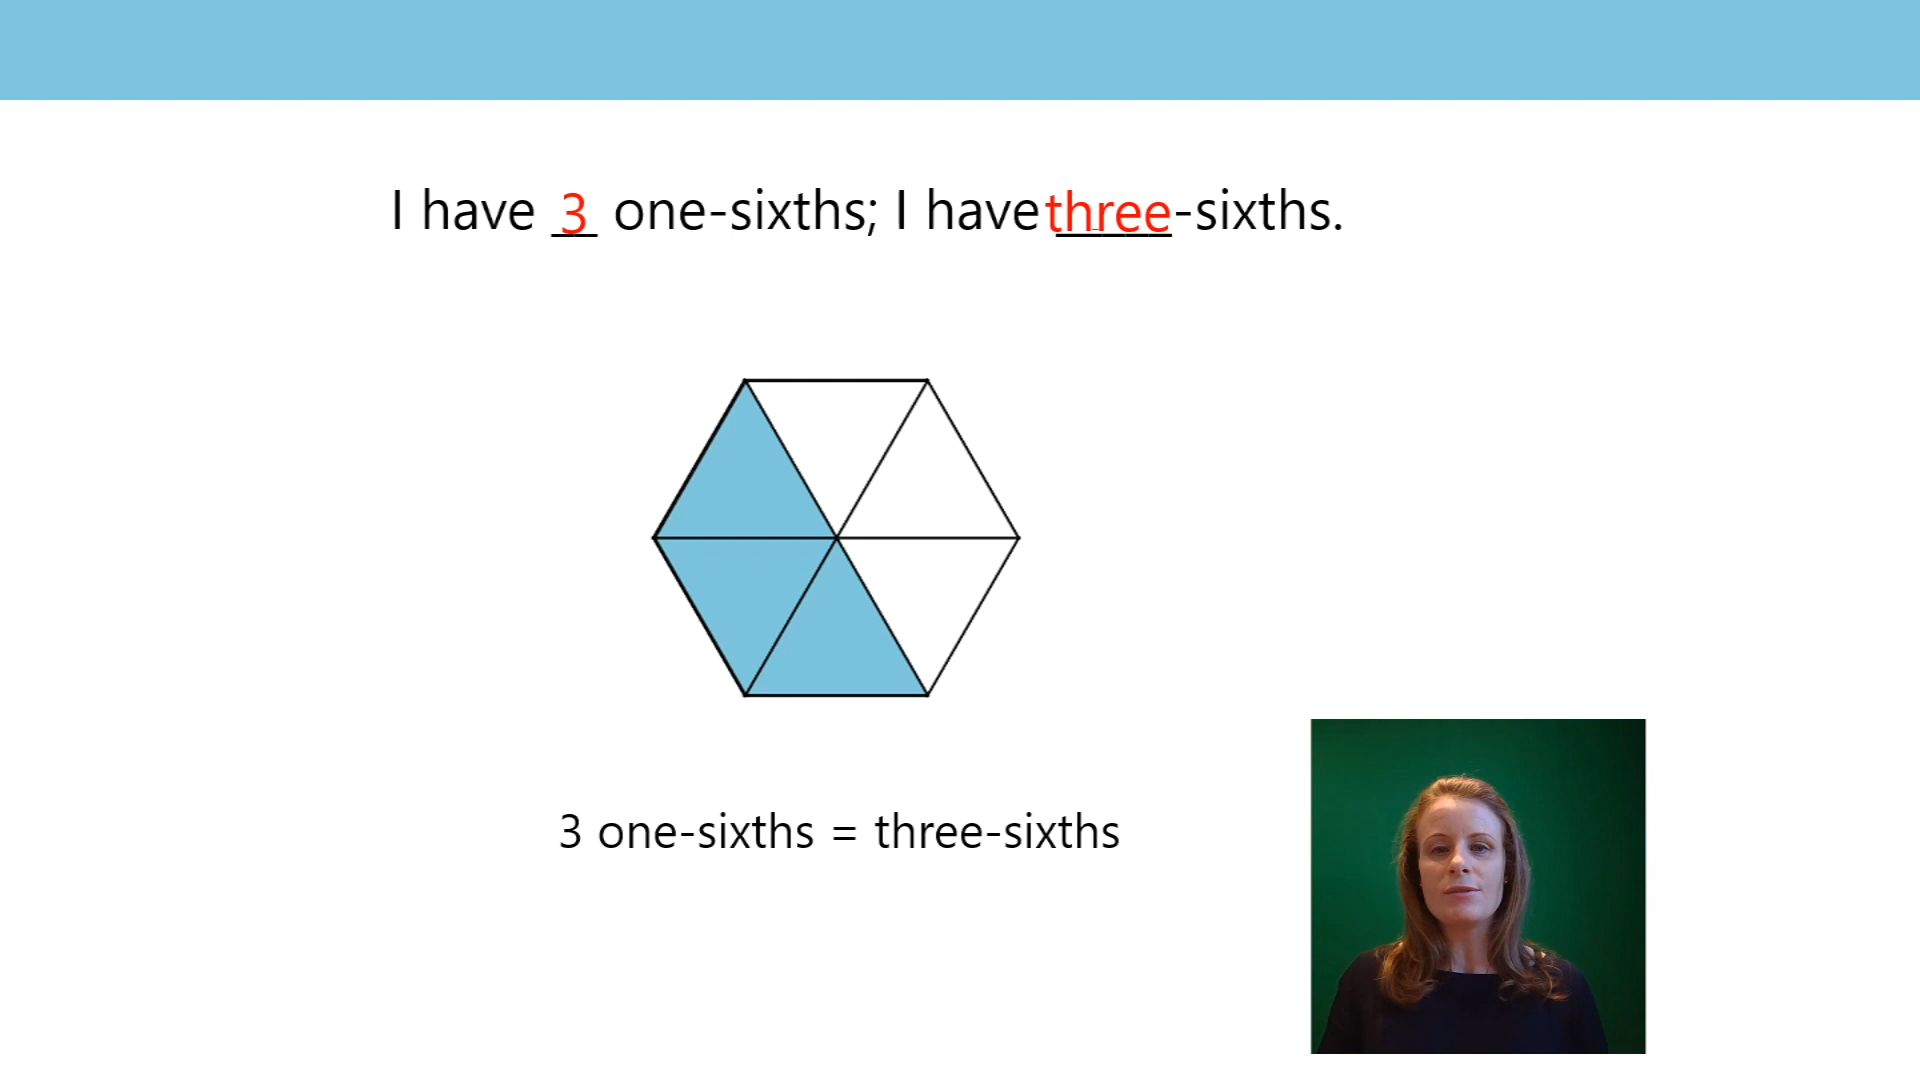 I have 3 one-sixths; I have three-sixths.
3 one-sixths = three-sixths